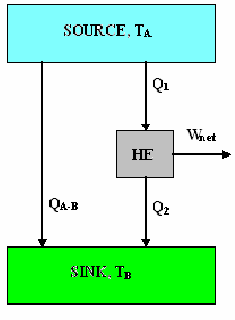 SOURCE, TA
Q1
Wnet
HE
QA-B
Q2
SINK, TB